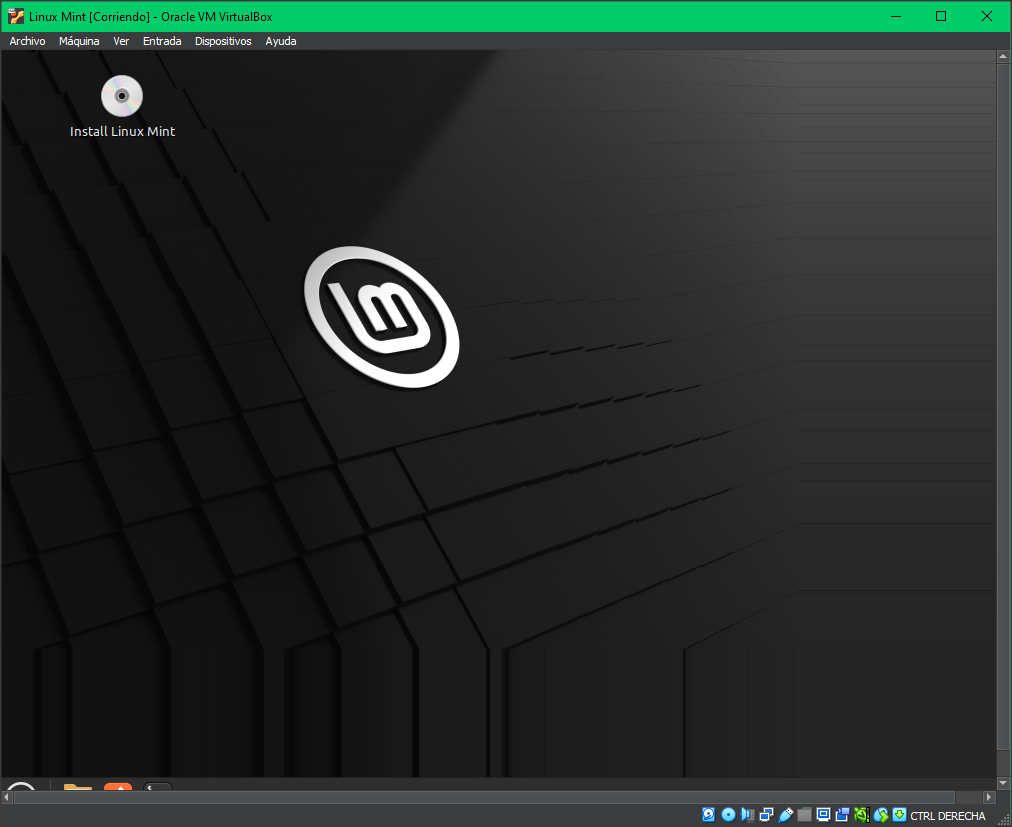 Linux Mint [Corriendo] - Oracle VM VirtualBox
Archivo Máquina Ver Entrada Dispositivos Ayuda
Install Linux Mint
CTRL DERECHA